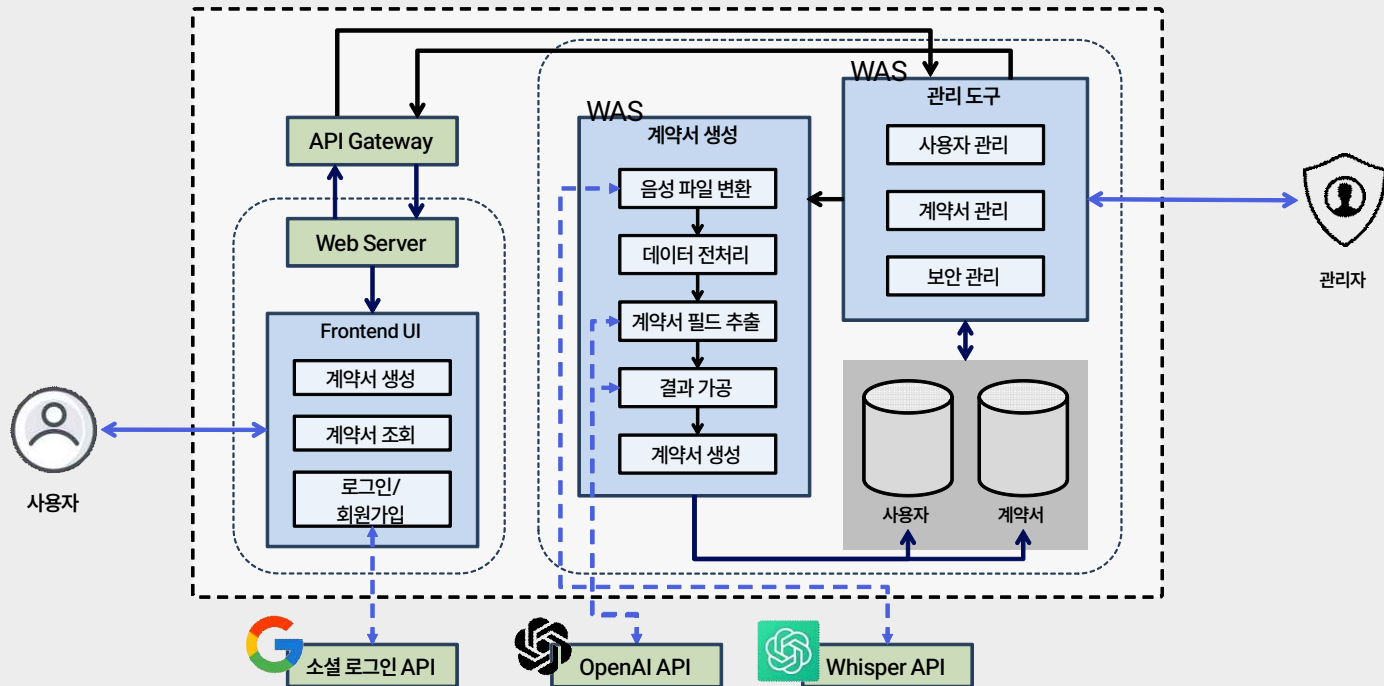 WAS
관리 도구
사용자 관리
계약서 관리
보안 관리
WAS
계약서 생성
음성 파일 변환
데이터 전처리
계약서 필드 추출
결과 가공
계약서 생성
API Gateway
Web Server
Frontend UI
계약서 생성
계약서 조회
로그인/
회원가입
사용자
관리자
사용자
계약서
소셜 로그인 API
OpenAI API
Whisper API